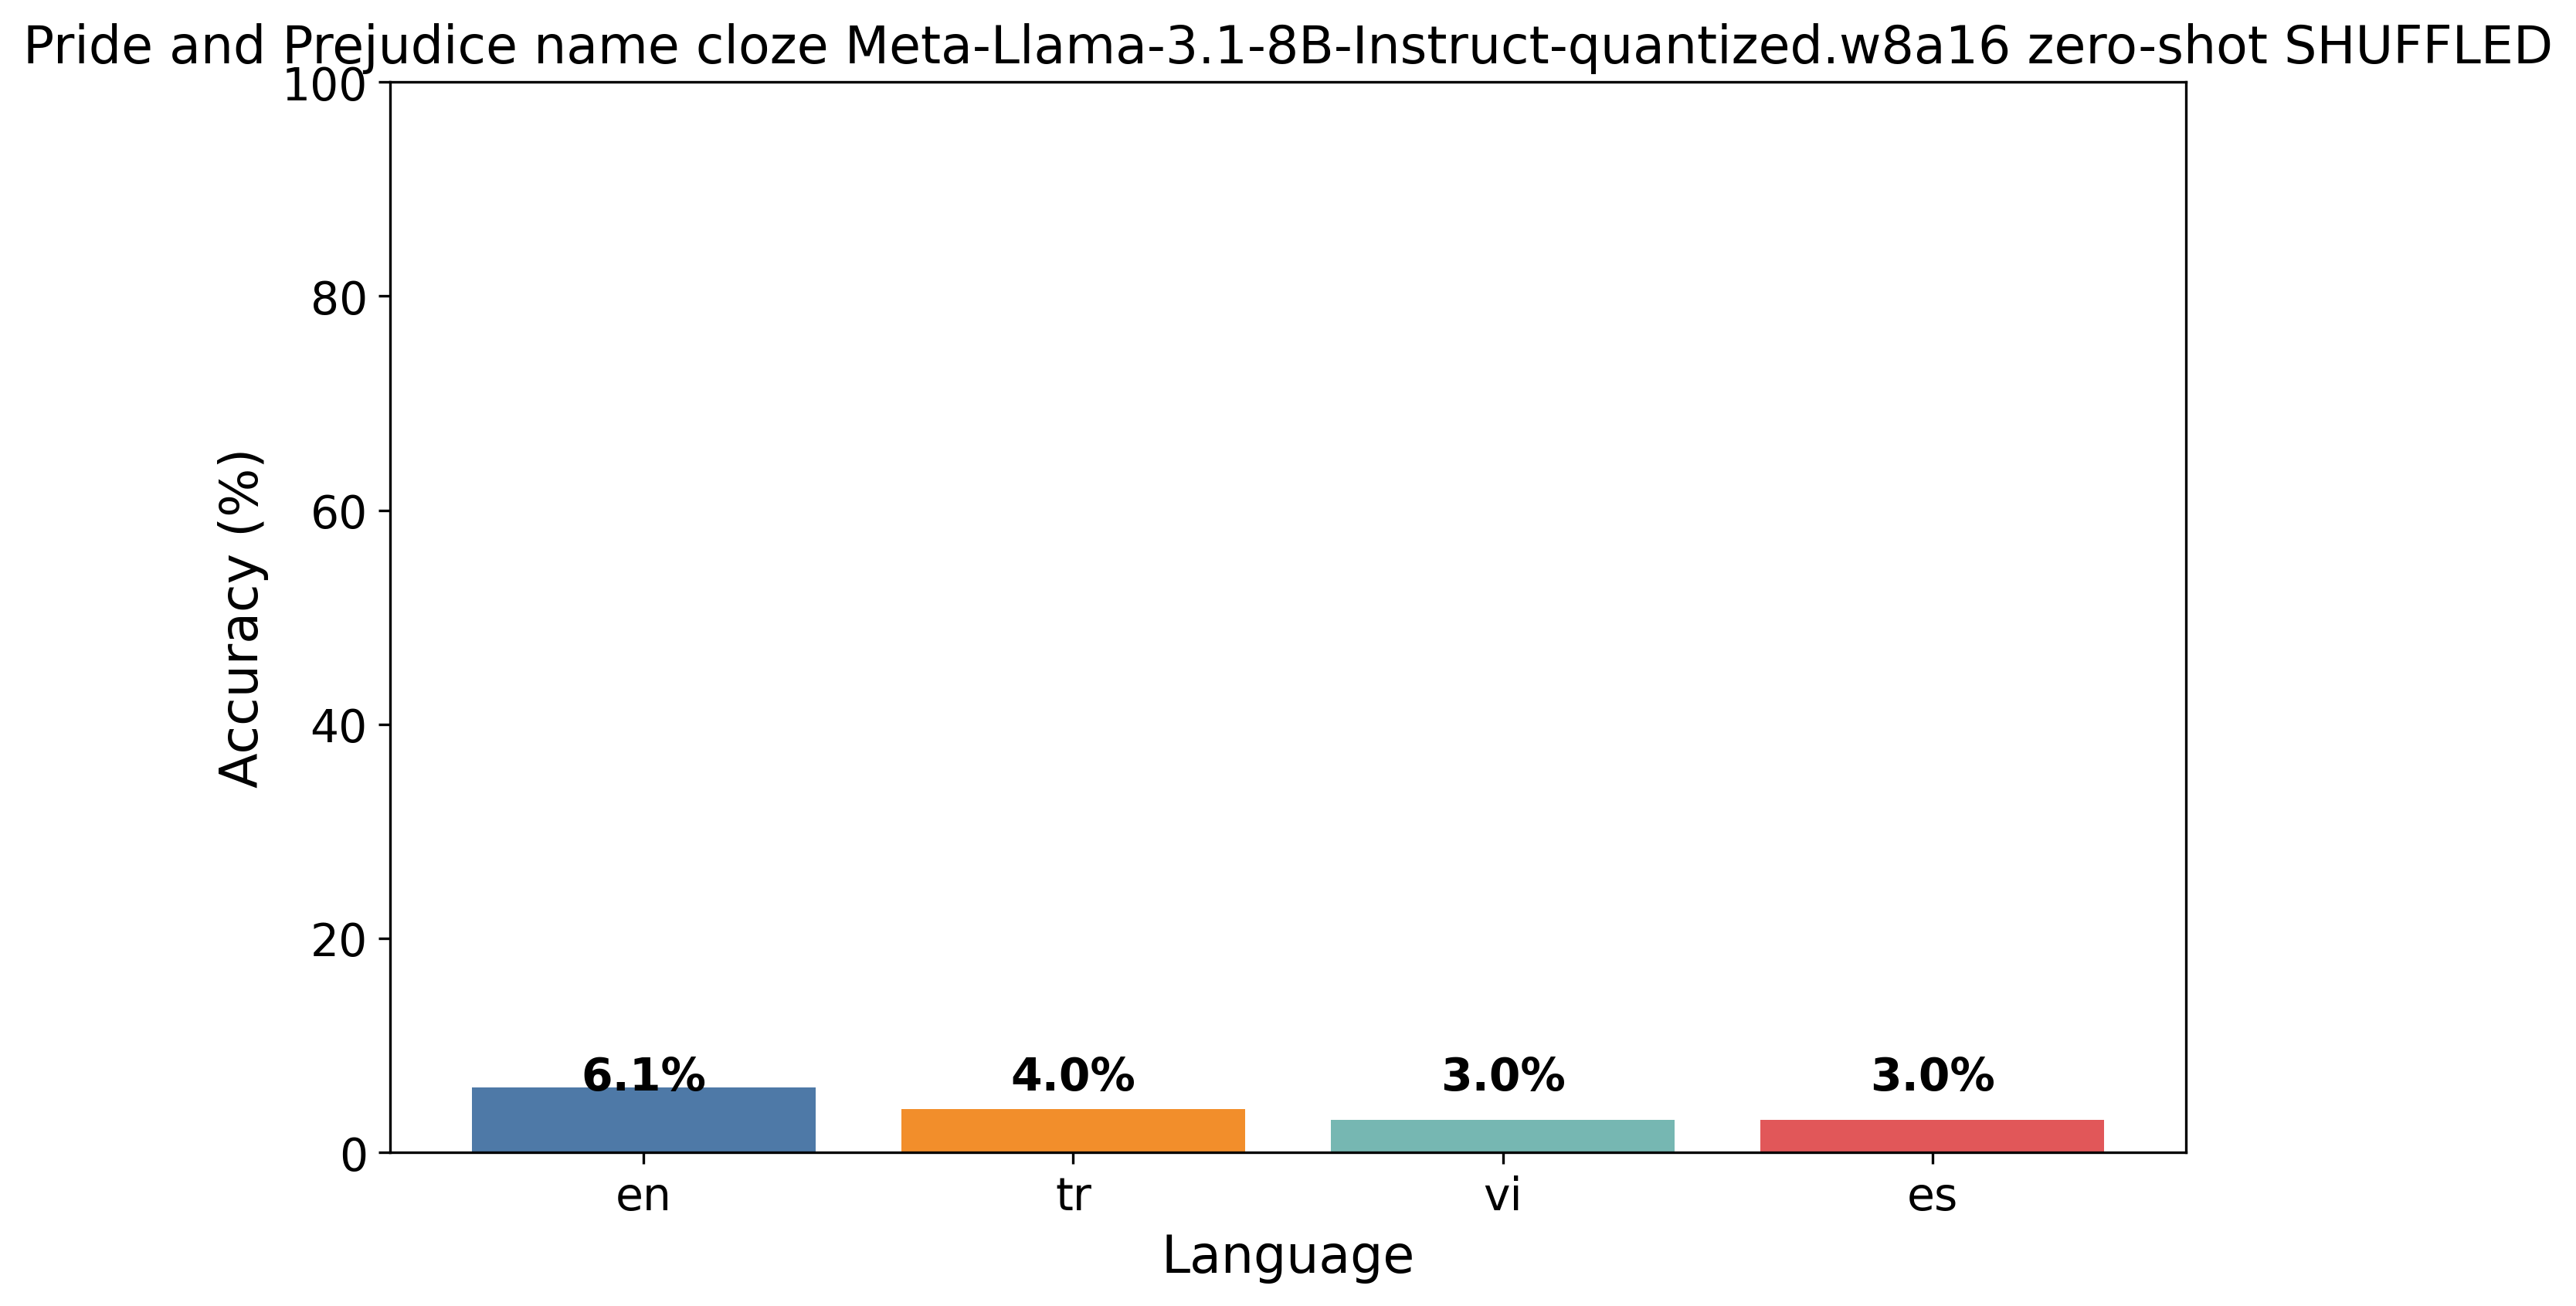 Pride and Prejudice name cloze Meta-Llama-3.1-8B-Instruct-quantized.w8a16 zero-shot SHUFFLED
100
80
60
40
20
0
Accuracy (%)
6.1%
4.0%
3.0%
3.0%
en
tr
vi
es
Language